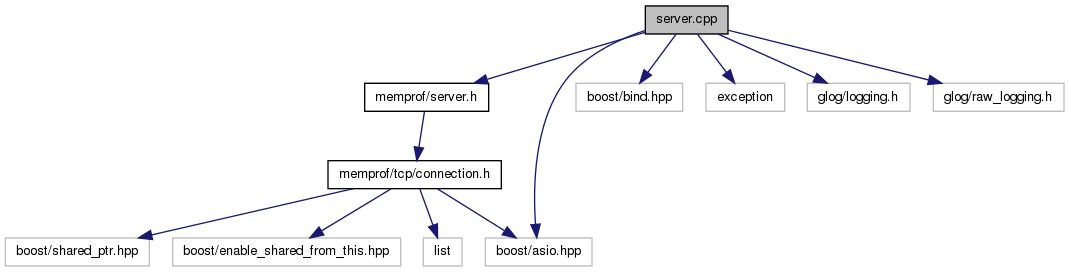 server.cpp
memprof/server.h
boost/bind.hpp
exception
glog/logging.h
glog/raw_logging.h
memprof/tcp/connection.h
boost/shared_ptr.hpp
boost/enable_shared_from_this.hpp
list
boost/asio.hpp